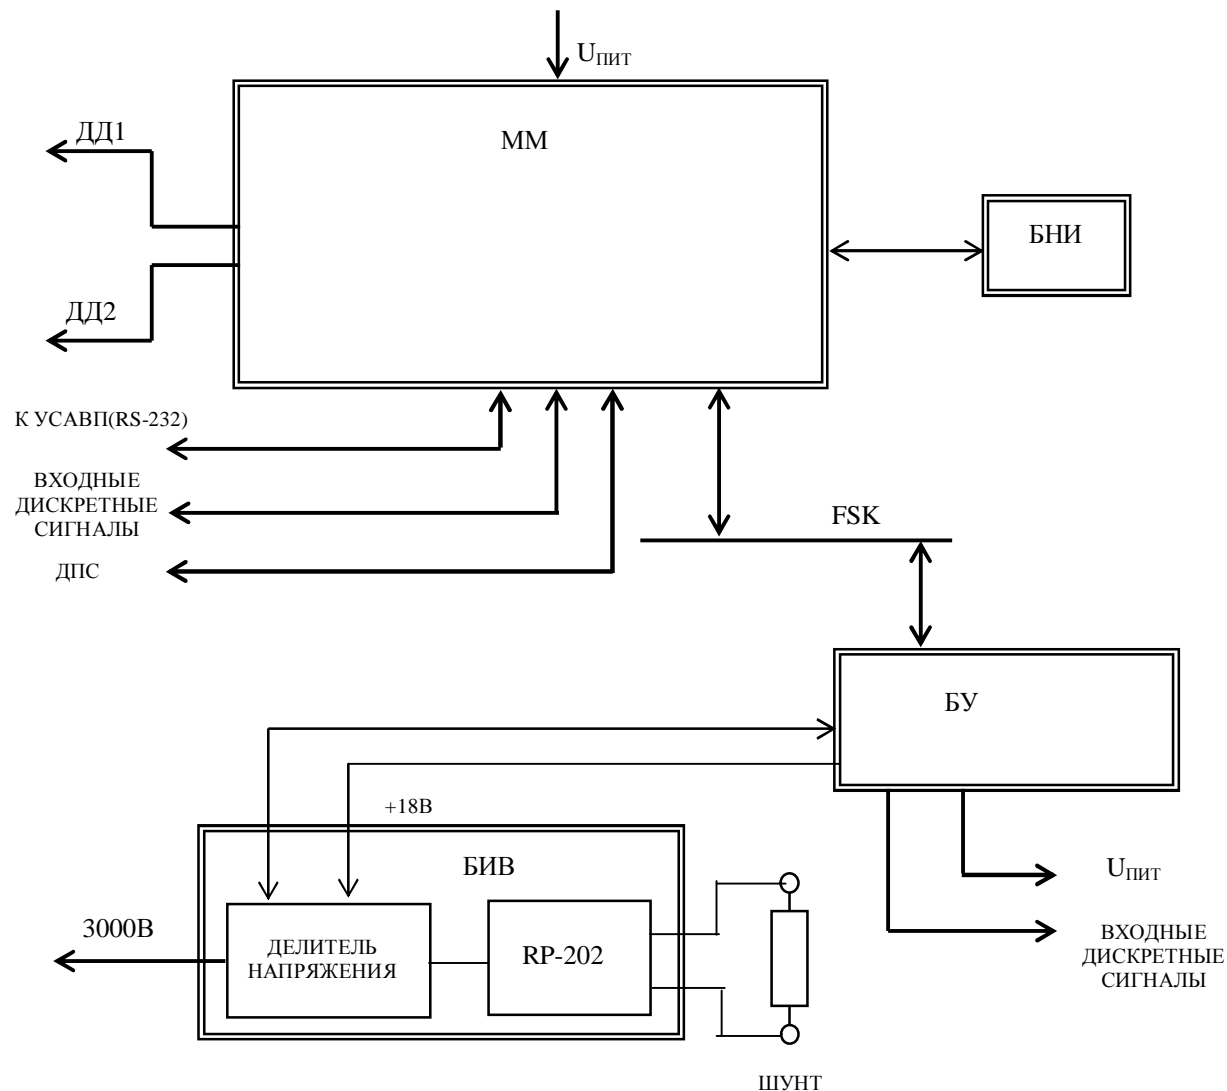 UПИТ
ММ
ДД1
БНИ
ДД2
К УСАВП(RS-232)
ВХОДНЫЕ
ДИСКРЕТНЫЕ
СИГНАЛЫ
FSK
ДПС
БУ
+18В
БИВ
UПИТ
3000В
ДЕЛИТЕЛЬ
НАПРЯЖЕНИЯ
RP-202
ВХОДНЫЕ
ДИСКРЕТНЫЕ
СИГНАЛЫ
ШУНТ